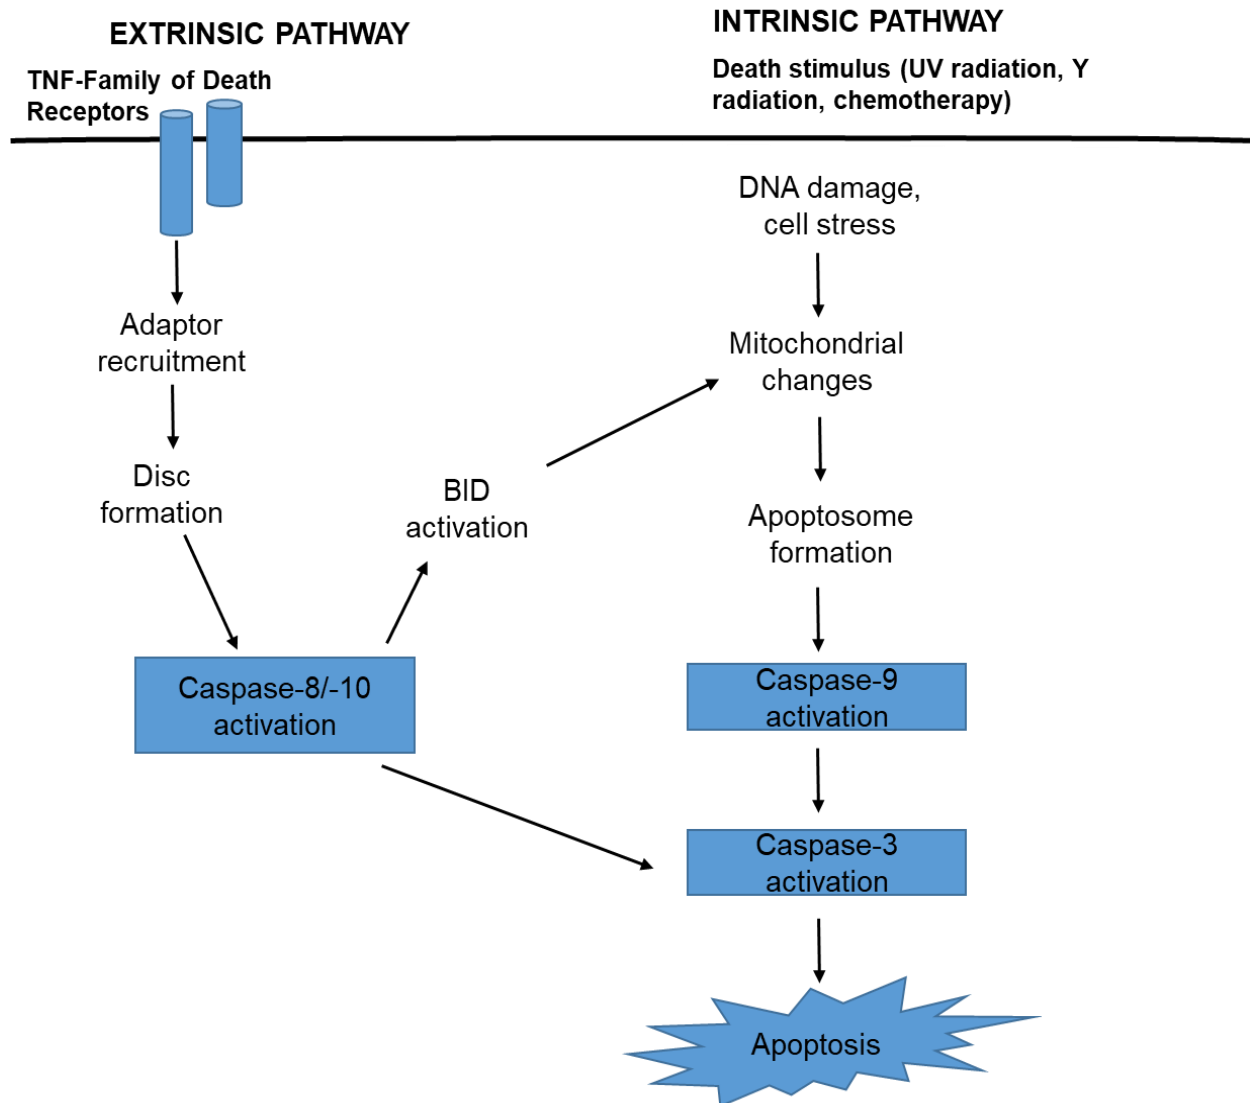 EXTRINSIC PATHWAY
TNF-Family of Death
Receptors
Adaptor
recruitment
Disc
formation
Caspase-8/-10
activation
BID
activation
INTRINSIC PATHWAY
Death stimulus (UV radiation, Y
radiation, chemotherapy)
DNA damage,
cell stress
Mitochondrial
changes
Apoptosome
formation
Caspase-9
activation
Caspase-3
activation
Apoptosis